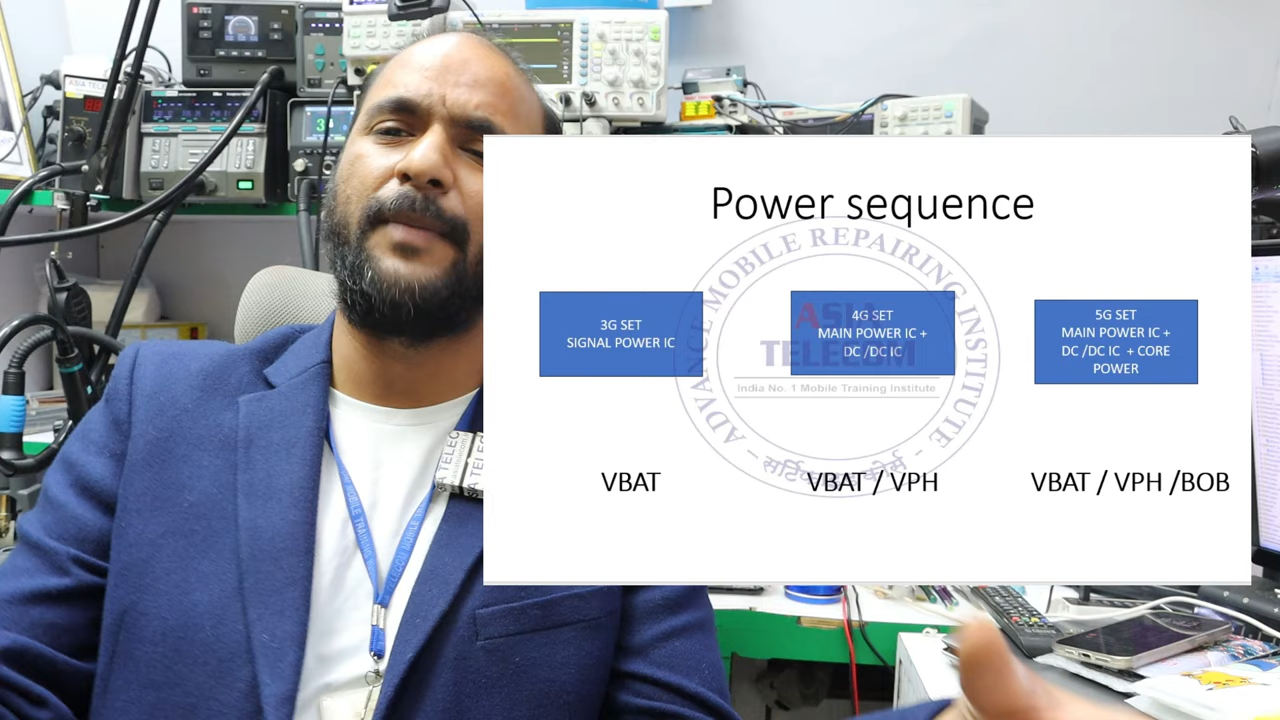 Power sequence
ADVANCE MOBILE REPAIRING INSTITUTE
3G SET
SIGNAL POWER IC
4G SET
MAIN POWER IC +
DC /DC IC
5G SET
MAIN POWER IC +
DC /DC IC + CORE
POWER
ASIA
TELECOM
India No. 1 Mobile Training Institute
VBAT
VBAT / VPH
VBAT / VPH /BOB
ASIA TELE